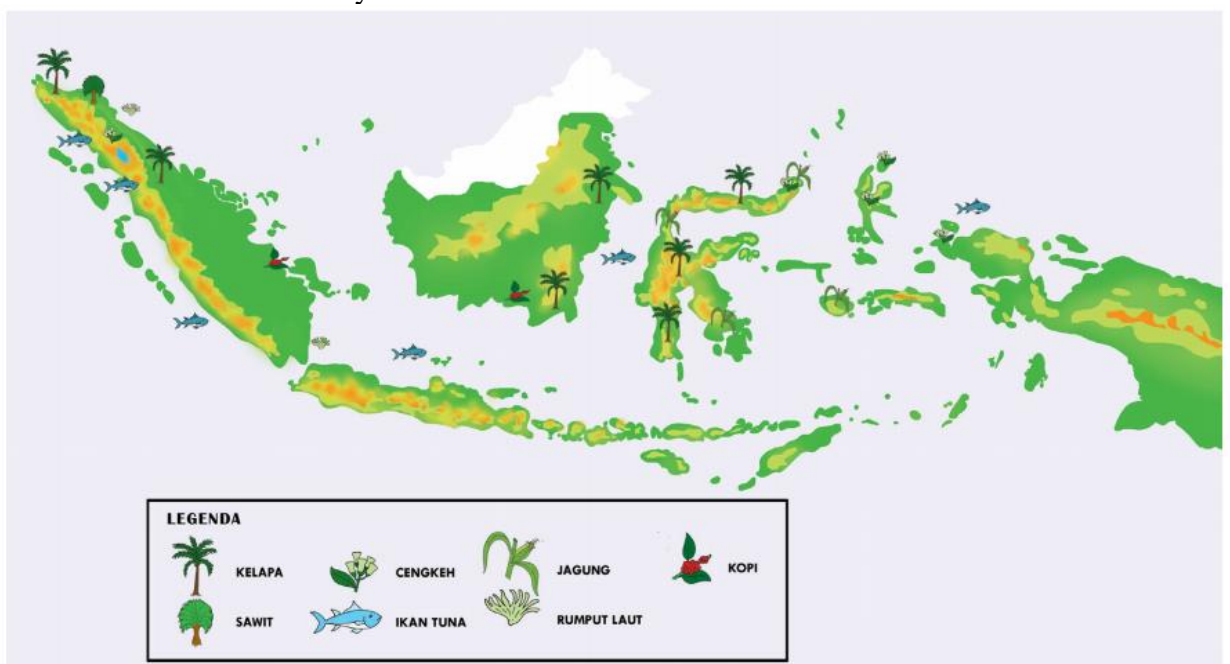 LEGENDA
KELAPA
CENGKEH
JAGUNG
KOPI
SAWIT
IKAN TUNA
RUMPUT LAUT